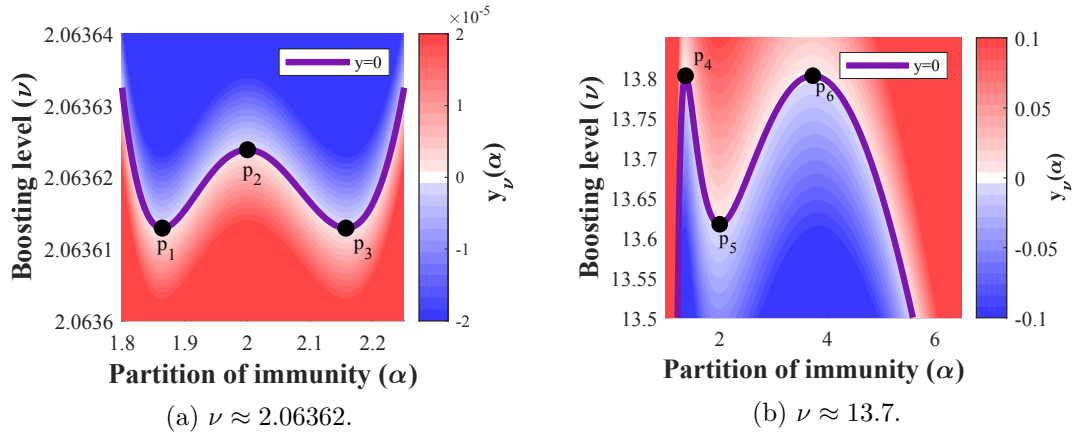 ×10⁻⁵
2.06364
2.06363
2.06362
2.06361
2.0636
Boosting level (ν)
y=0
p₁
p₂
p₃
1.8
1.9
2
2.1
2.2
Partition of immunity (α)
2
1
0
-1
-2
y_ν(α)
(a) ν ≈ 2.06362.
13.8
13.75
13.7
13.65
13.6
13.55
13.5
Boosting level (ν)
y=0
p₄
p₅
p₆
2
4
6
Partition of immunity (α)
0.1
0.05
0
-0.05
-0.1
y_ν(α)
(b) ν ≈ 13.7.